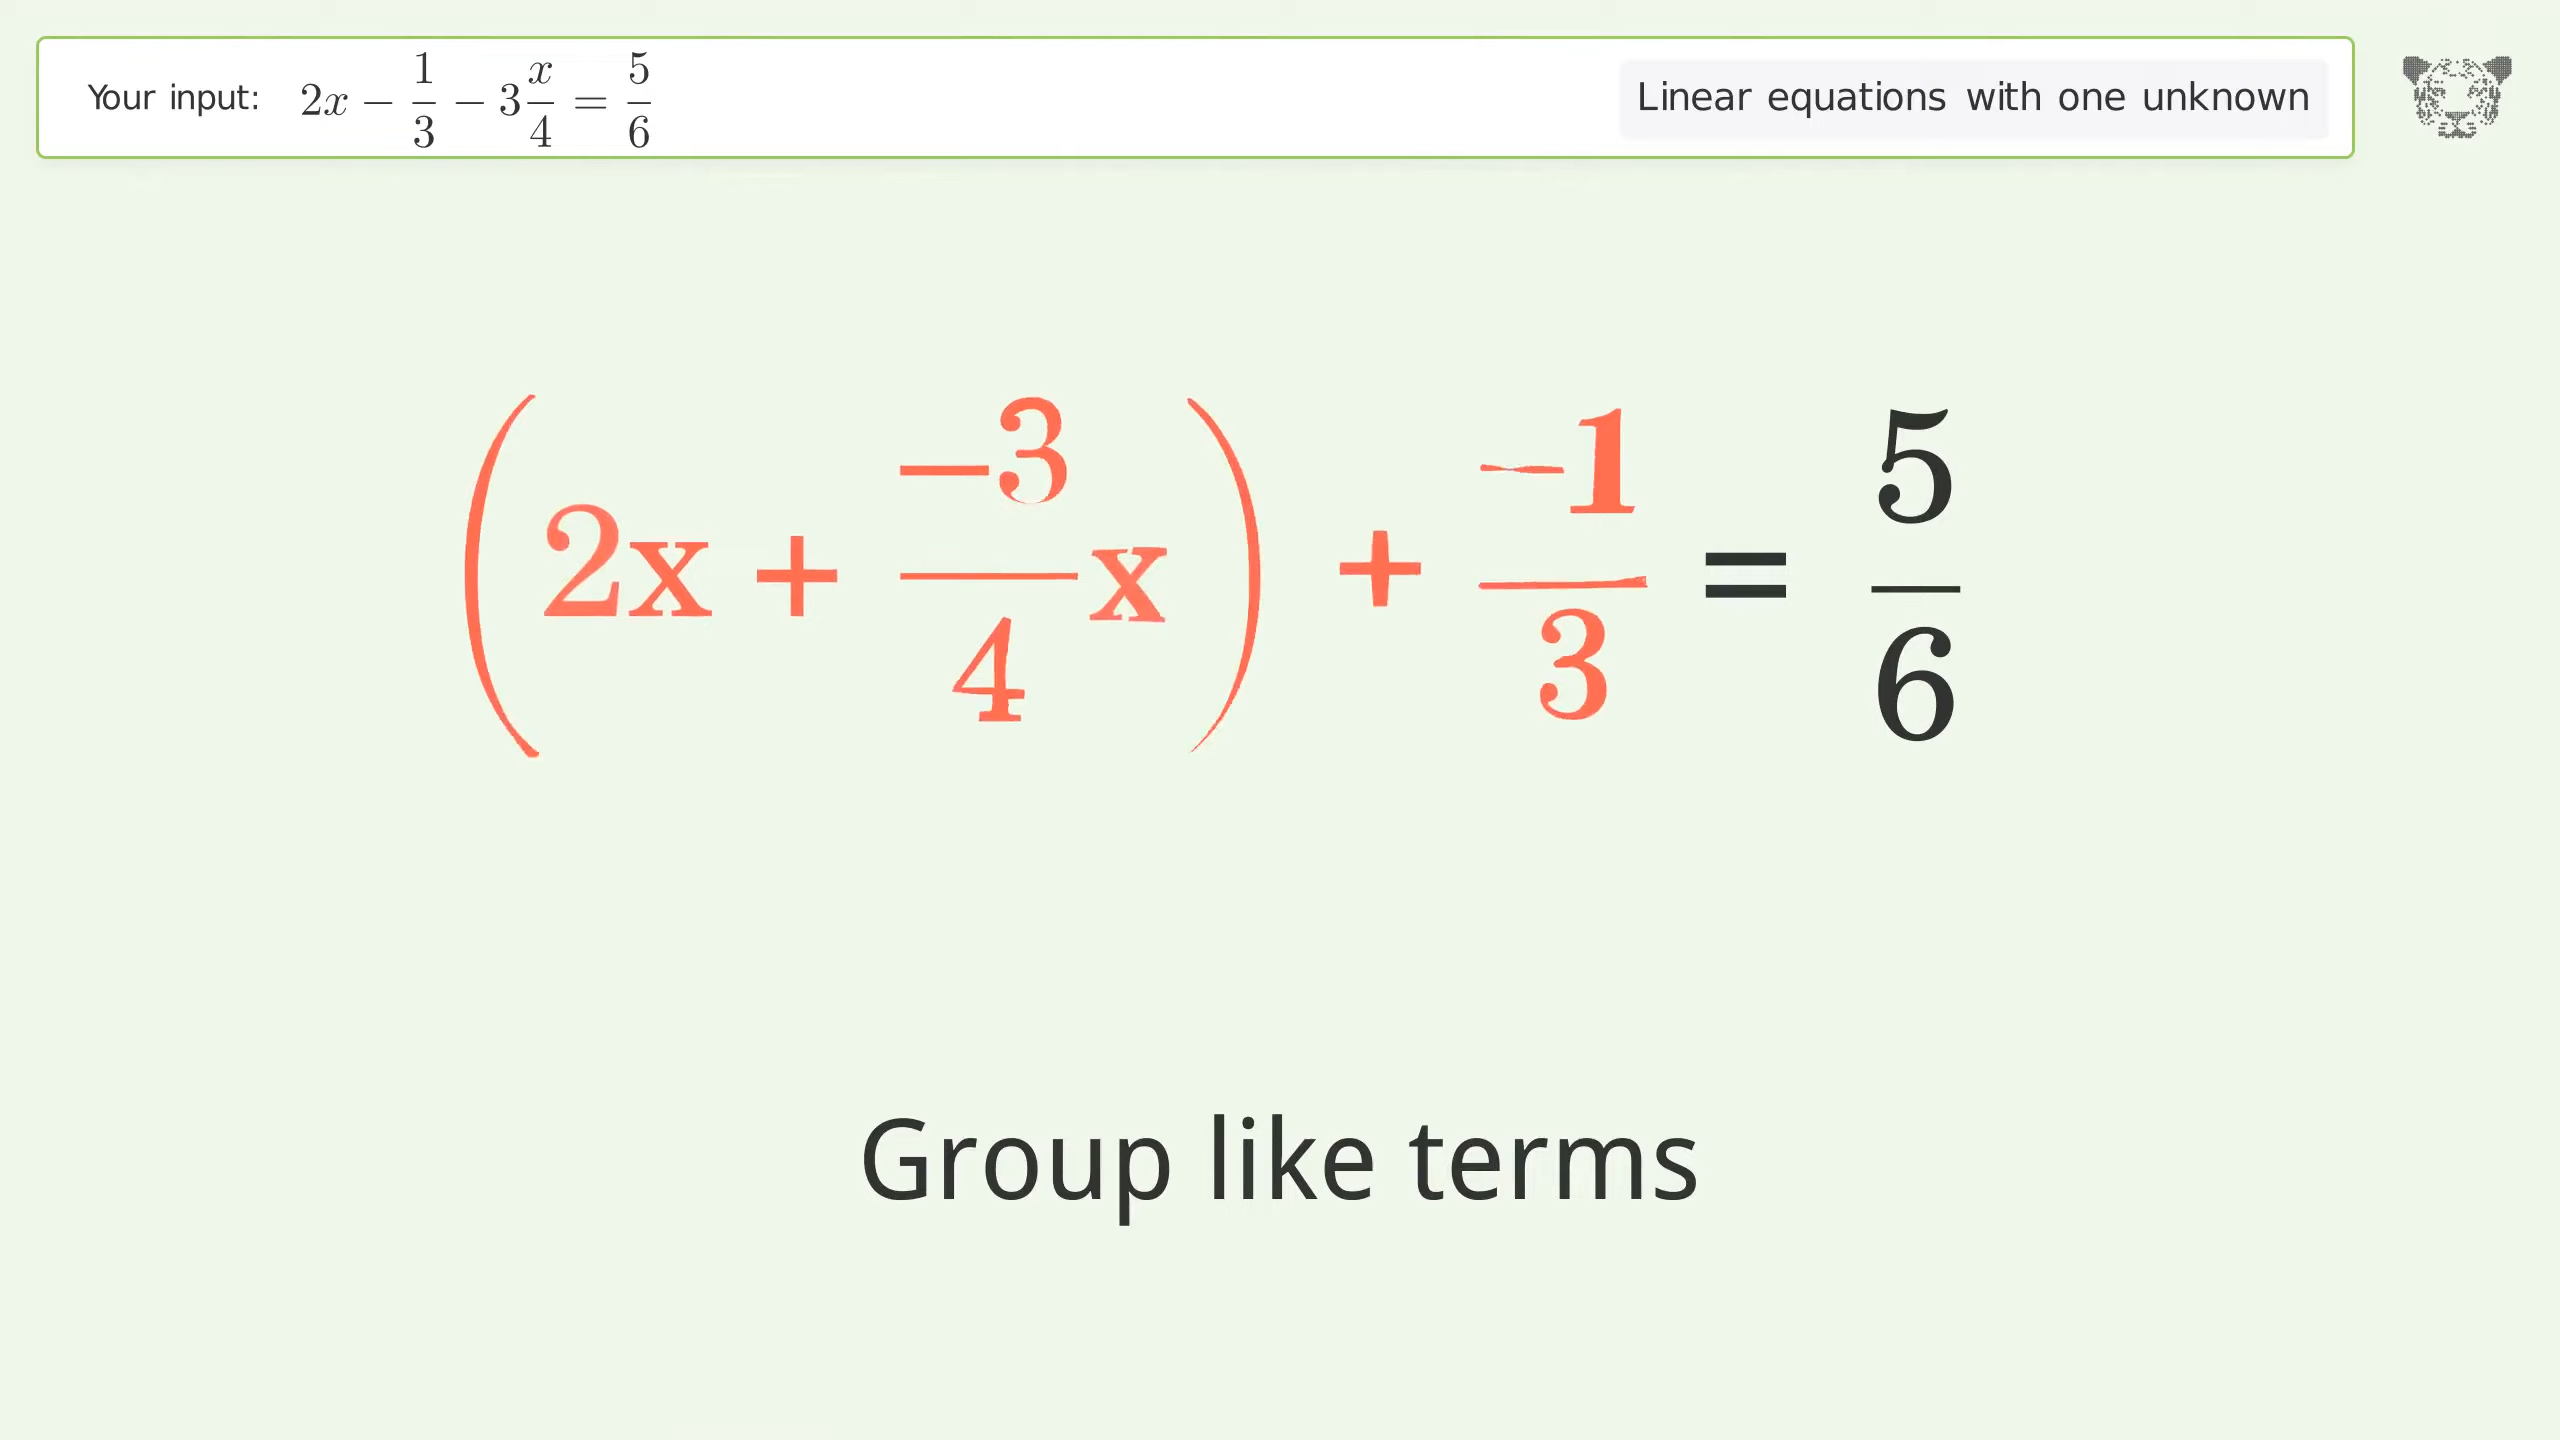 Your input: 2x − 1/3 − 3 x/4 = 5/6
Linear equations with one unknown
(2x + −3/4 x) + −1/3 = 5/6
Group like terms